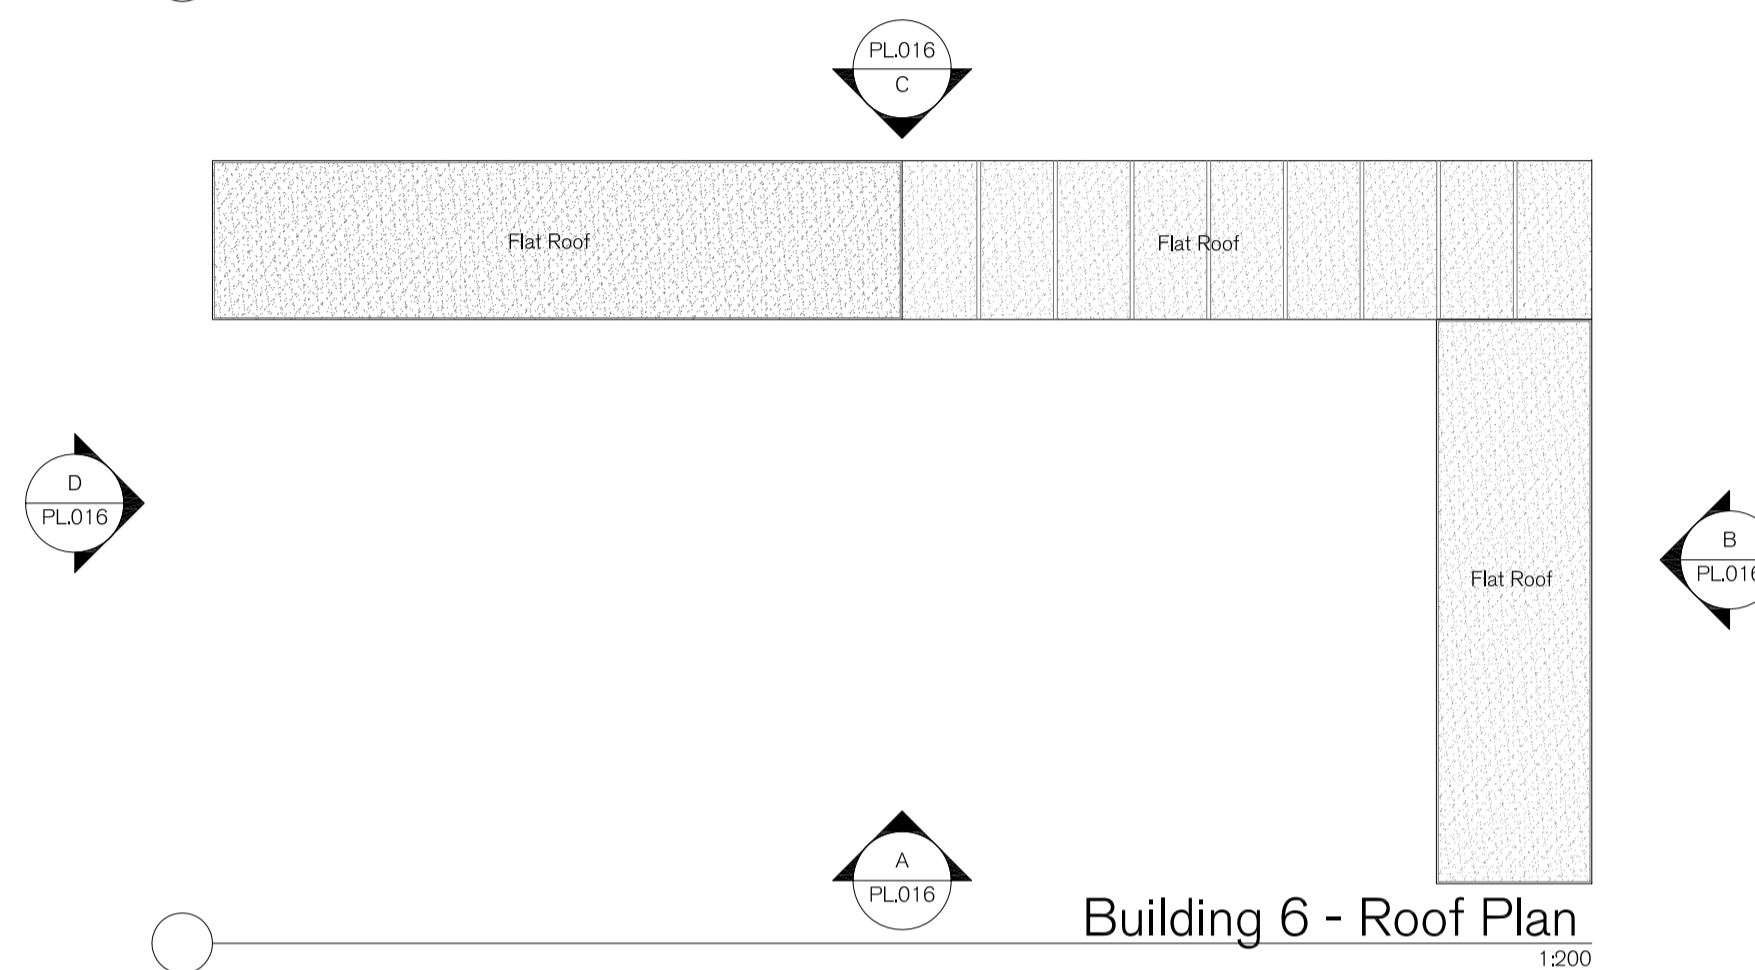 PL.016
C
Flat Roof
Flat Roof
D
PL.016
B
PL.016
Flat Roof
A
PL.016
Building 6 - Roof Plan
1:200